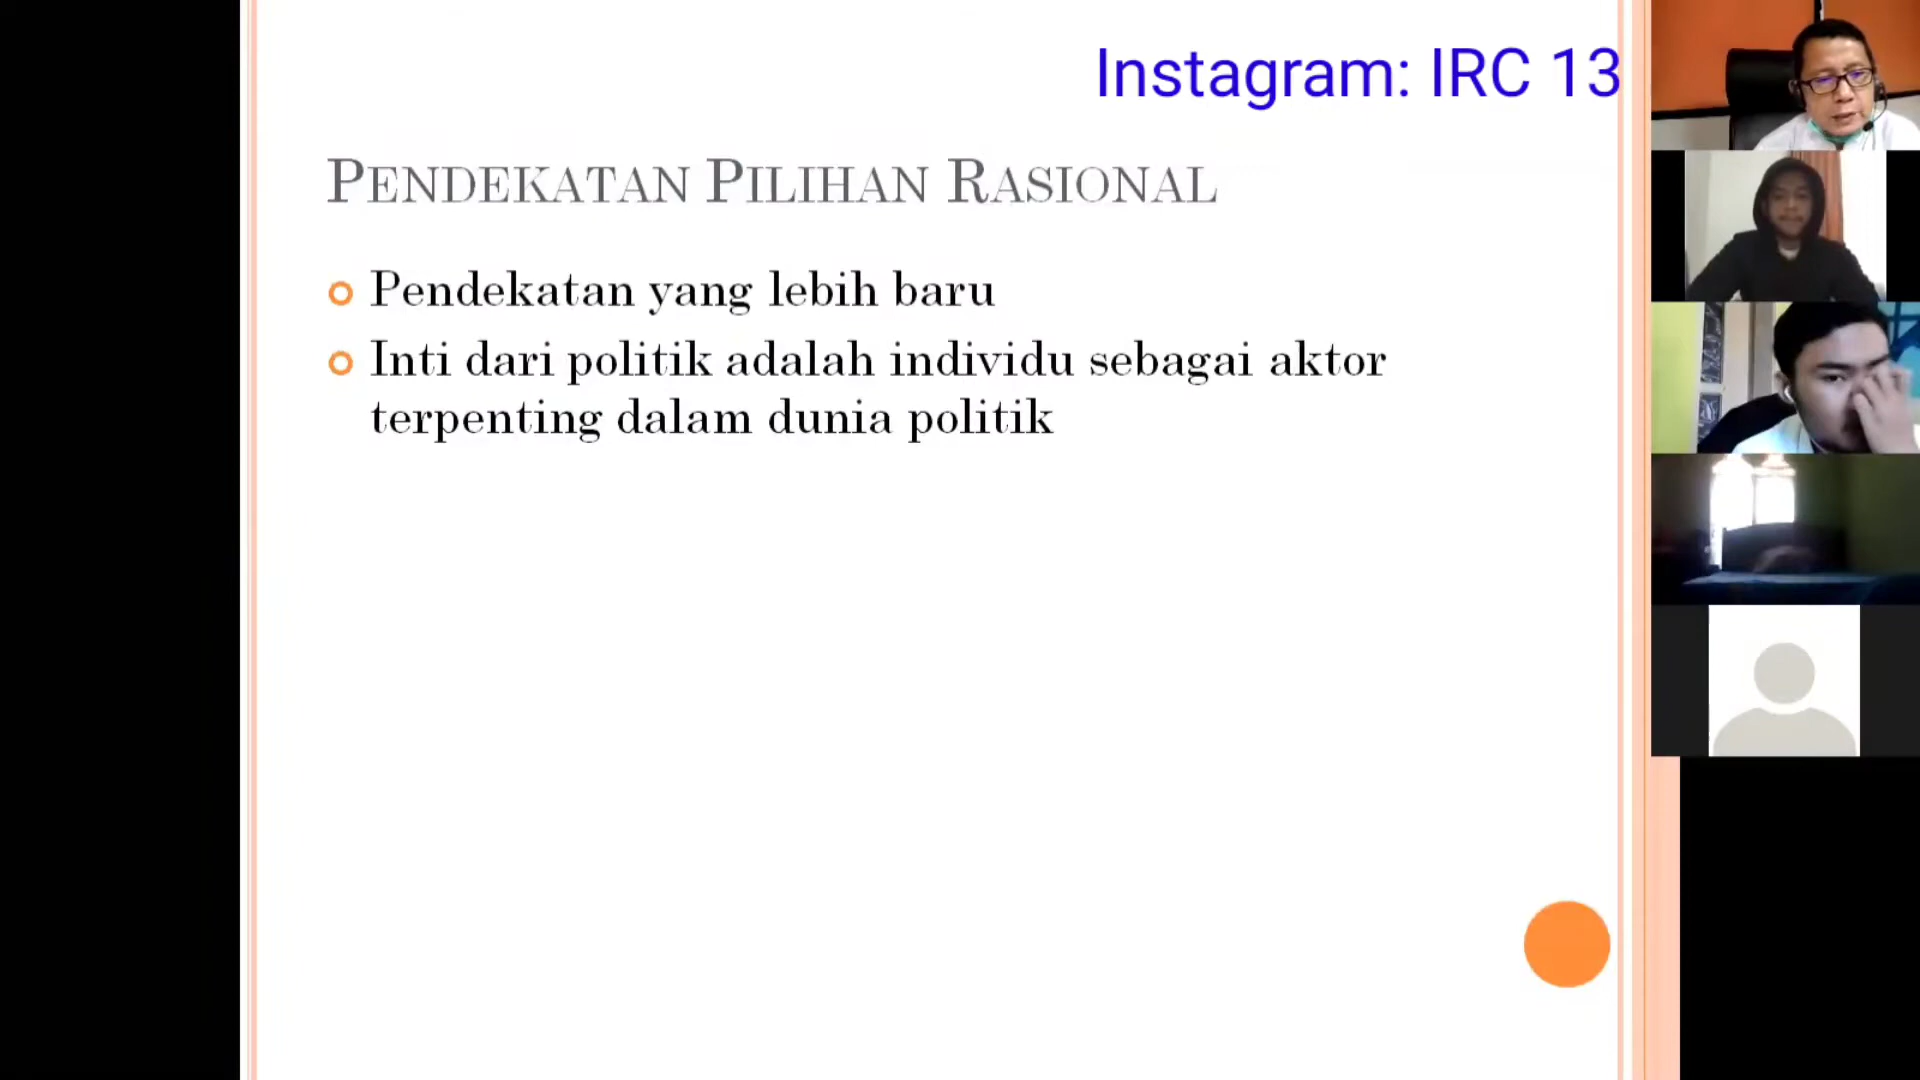 Instagram: IRC 13
PENDEKATAN PILIHAN RASIONAL
Pendekatan yang lebih baru
Inti dari politik adalah individu sebagai aktor
terpenting dalam dunia politik